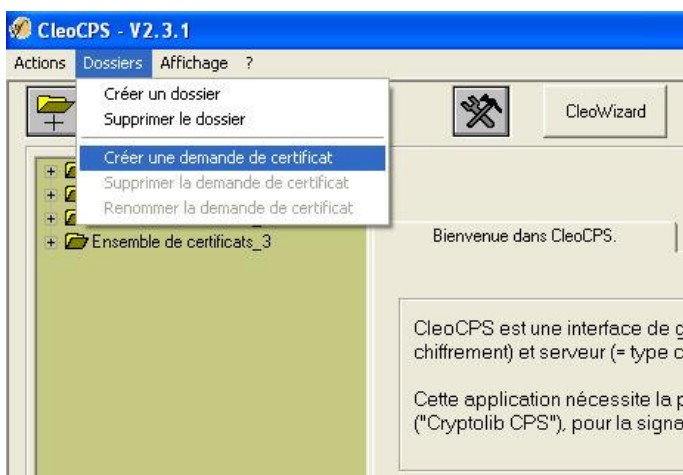 CleoCPS - V2.3.1
Actions Dossiers Affichage ?
Créer un dossier
Supprimer le dossier
CleoWizard
Créer une demande de certificat
Supprimer la demande de certificat
Renommer la demande de certificat
Ensemble de certificats_3
Bienvenue dans CleoCPS.
CleoCPS est une interface de g
chiffrement) et serveur (= type c
Cette application nécessite la p
("Cryptolib CPS"), pour la signa